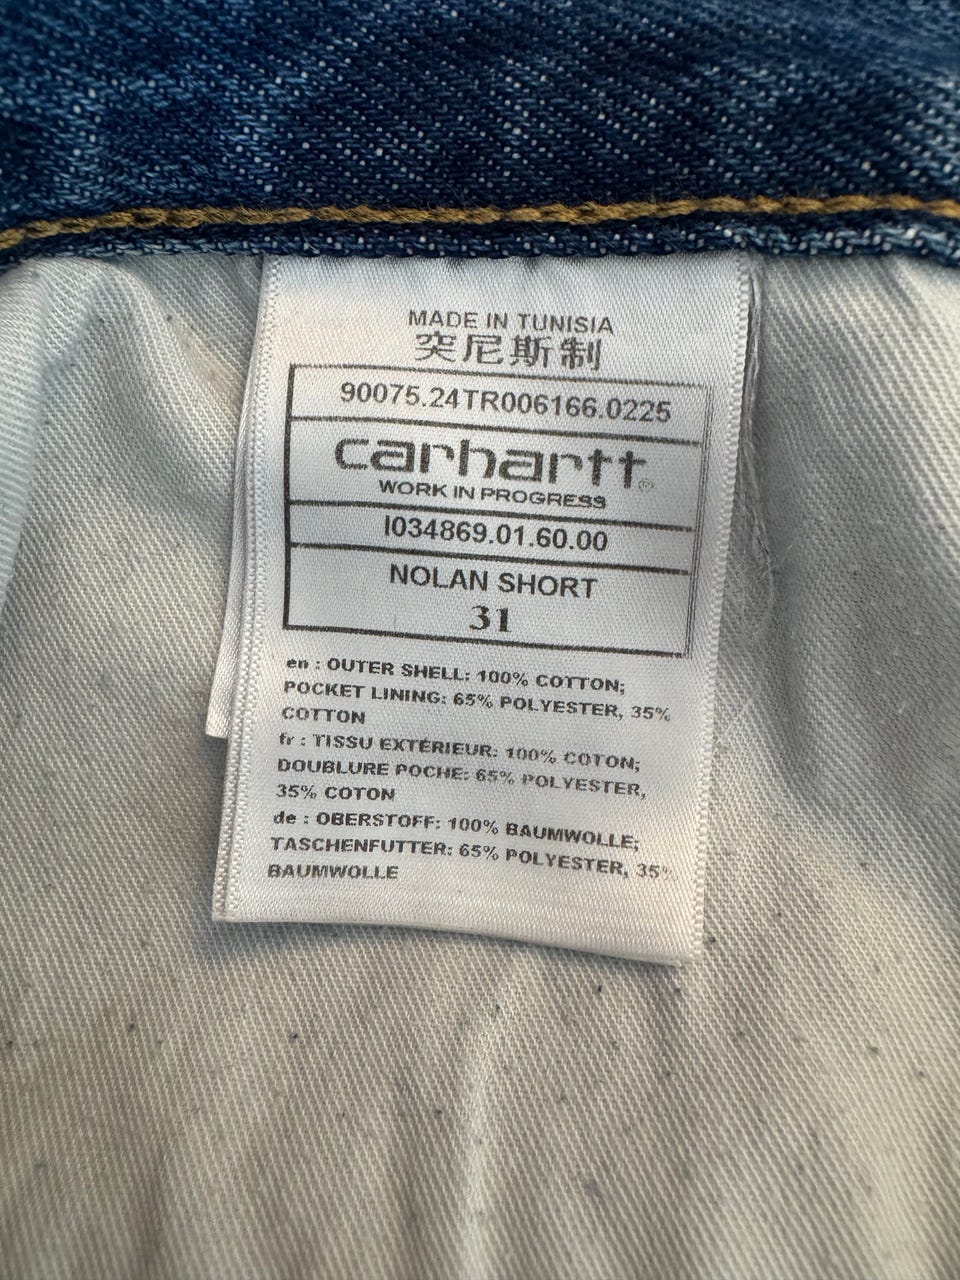 MADE IN TUNISIA
突尼斯制
90075.24TR006166.0225
carhartt®
WORK IN PROGRESS
I034869.01.60.00
NOLAN SHORT
31
en : OUTER SHELL: 100% COTTON;
POCKET LINING: 65% POLYESTER, 35%
COTTON
fr : TISSU EXTÉRIEUR: 100% COTON;
DOUBLURE POCHE: 65% POLYESTER,
35% COTON
de : OBERSTOFF: 100% BAUMWOLLE;
TASCHENFUTTER: 65% POLYESTER, 35%
BAUMWOLLE